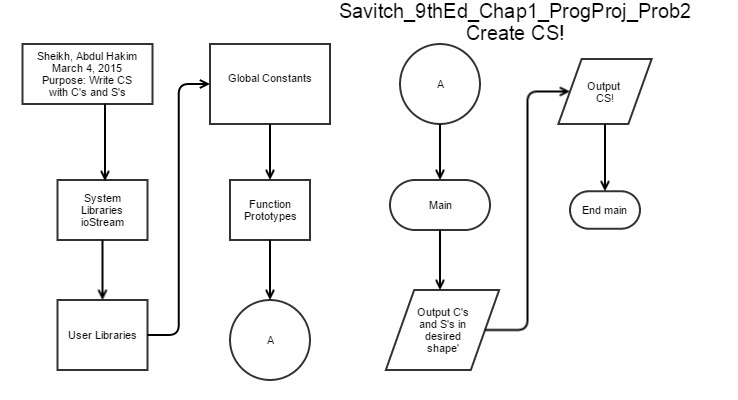 Savitch_9thEd_Chap1_ProgProj_Prob2
Create CS!
Sheikh, Abdul Hakim
March 4, 2015
Purpose: Write CS
with C's and S's
System
Libraries
ioStream
User Libraries
Global Constants
Function
Prototypes
A
A
Main
Output C's
and S's in
desired
shape'
Output
CS!
End main